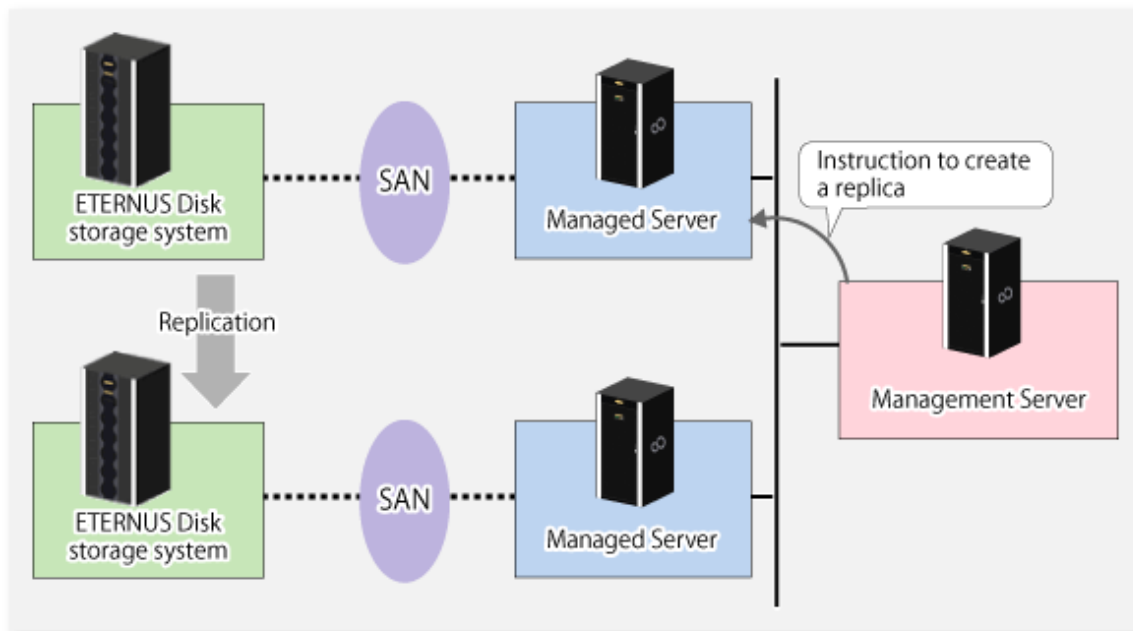 ETERNUS Disk
storage system
SAN
Managed Server
Instruction to create
a replica
Replication
Management Server
ETERNUS Disk
storage system
SAN
Managed Server